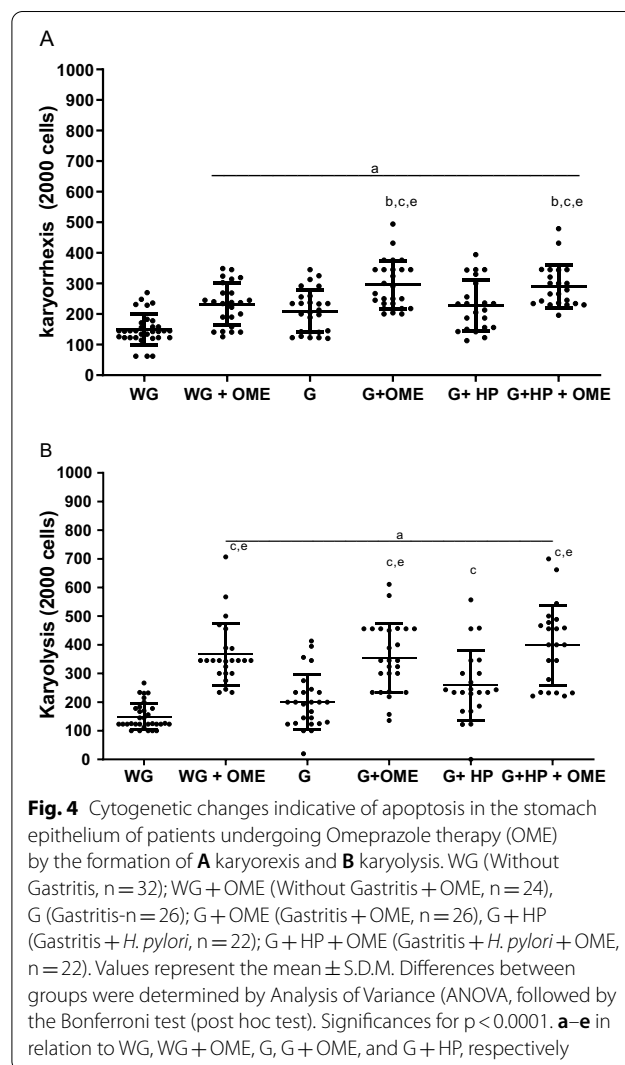 A
1000
900
800
700
600
500
400
300
200
100
0
karyorrhexis (2000 cells)
a
b,c,e
b,c,e
WG WG + OME G G+OME G+ HP G+HP + OME
B
1000
900
800
700
600
500
400
300
200
100
0
Karyolysis (2000 cells)
a
c,e
c,e
c
c,e
WG WG + OME G G+OME G+ HP G+HP + OME
Fig. 4 Cytogenetic changes indicative of apoptosis in the stomach
epithelium of patients undergoing Omeprazole therapy (OME)
by the formation of A karyorexis and B karyolysis. WG (Without
Gastritis, n = 32); WG + OME (Without Gastritis + OME, n = 24),
G (Gastritis-n = 26); G + OME (Gastritis + OME, n = 26), G + HP
(Gastritis + H. pylori, n = 22); G + HP + OME (Gastritis + H. pylori + OME,
n = 22). Values represent the mean ± S.D.M. Differences between
groups were determined by Analysis of Variance (ANOVA, followed by
the Bonferroni test (post hoc test). Significances for p < 0.0001. a–e in
relation to WG, WG + OME, G, G + OME, and G + HP, respectively